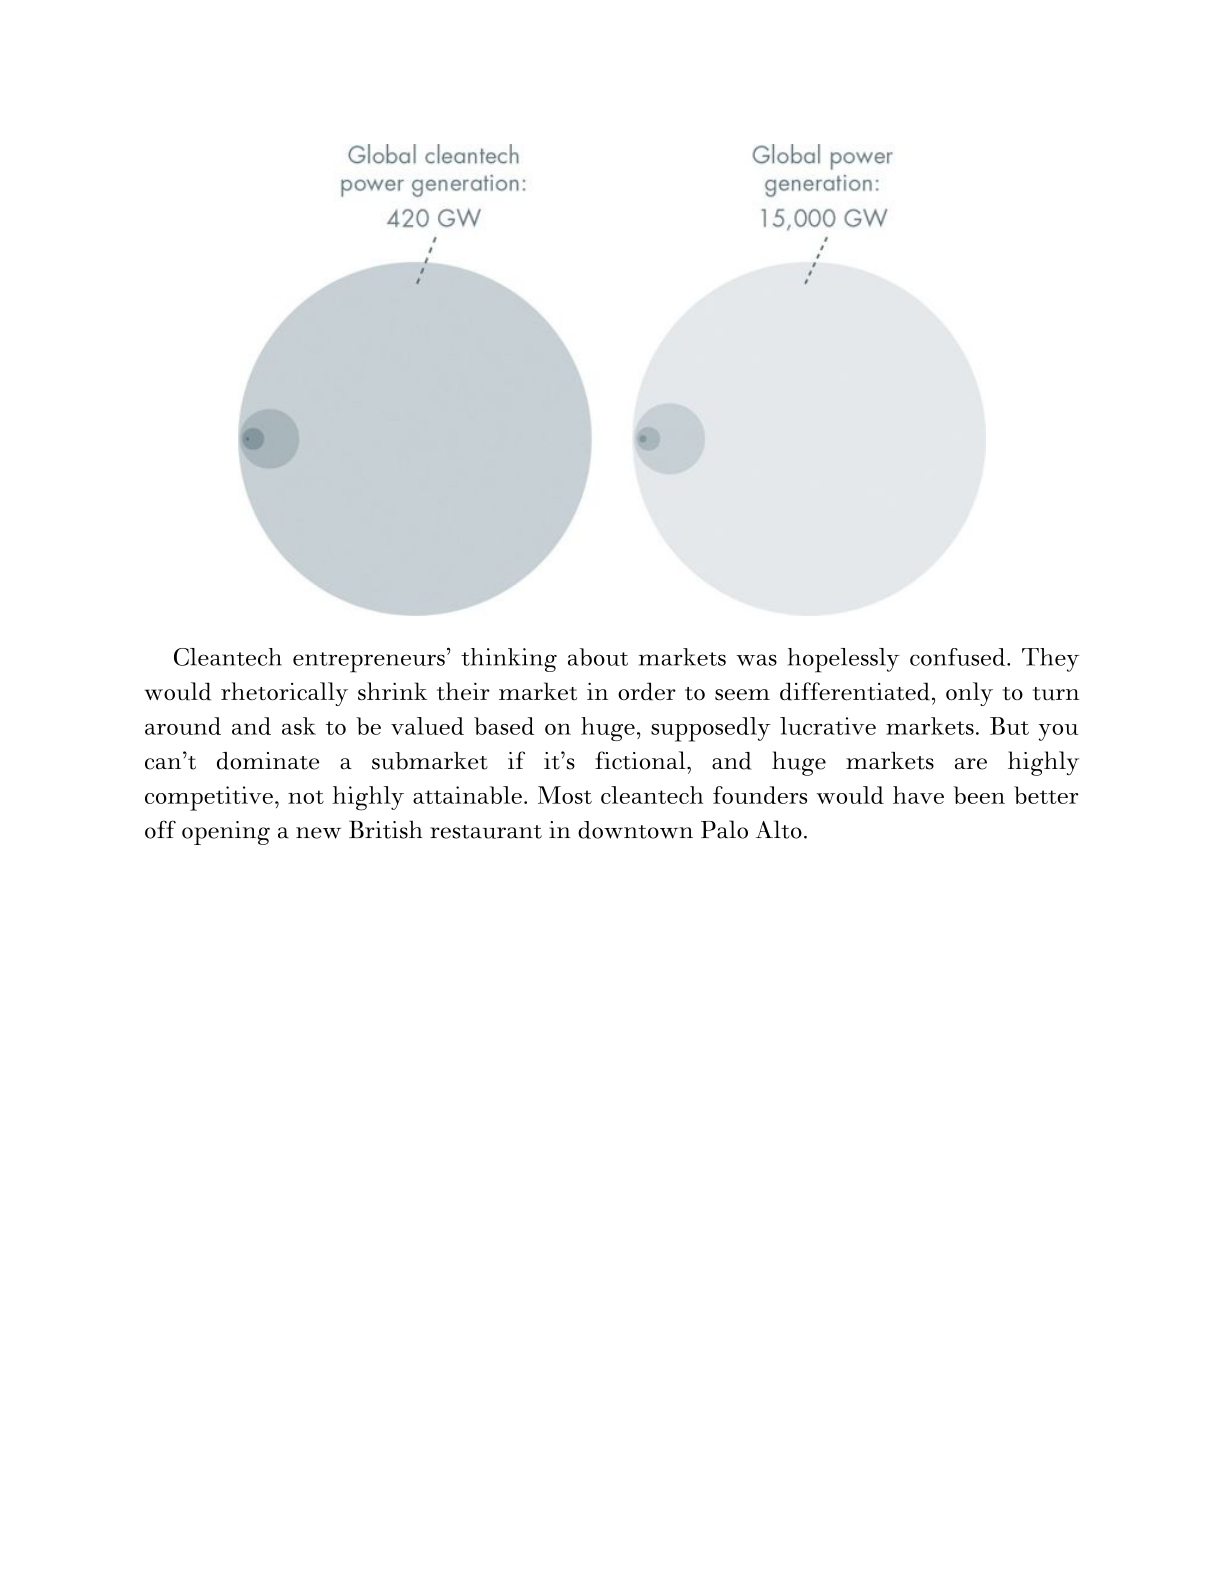 Global cleantech
power generation:
420 GW
Global power
generation:
15,000 GW
Cleantech entrepreneurs’ thinking about markets was hopelessly confused. They
would rhetorically shrink their market in order to seem differentiated, only to turn
around and ask to be valued based on huge, supposedly lucrative markets. But you
can’t dominate a submarket if it’s fictional, and huge markets are highly
competitive, not highly attainable. Most cleantech founders would have been better
off opening a new British restaurant in downtown Palo Alto.